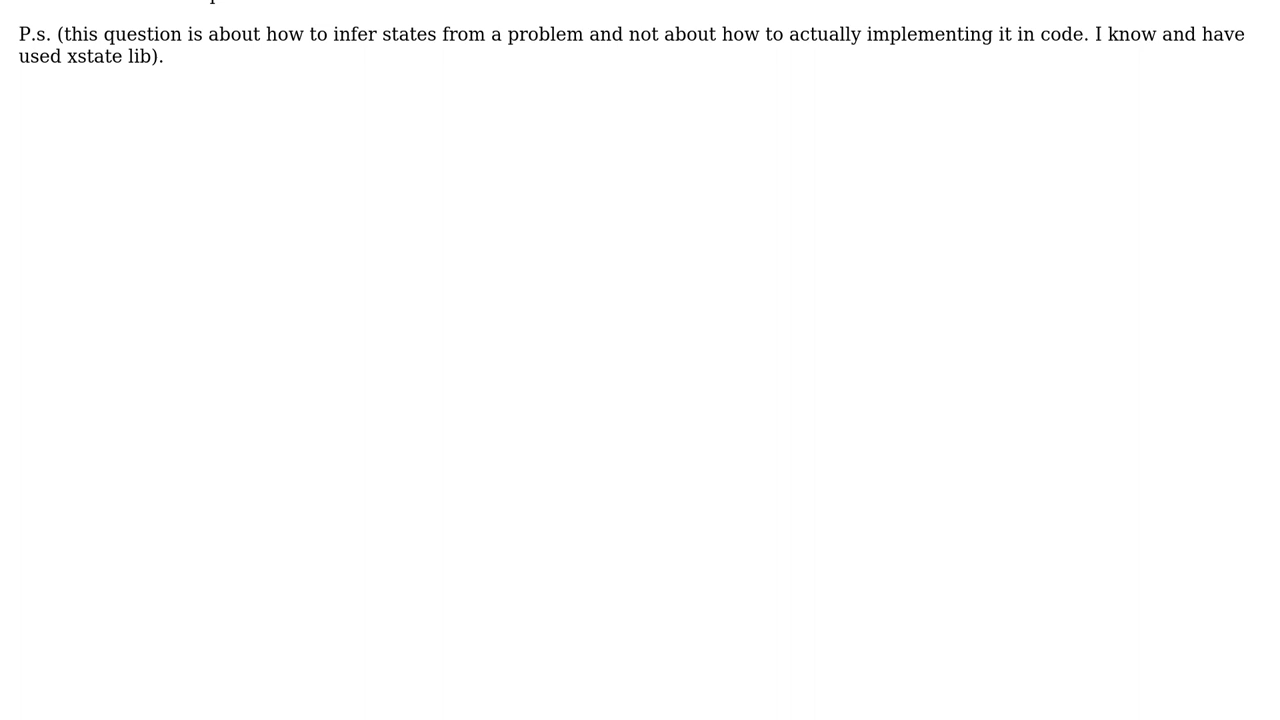 P.s. (this question is about how to infer states from a problem and not about how to actually implementing it in code. I know and have
used xstate lib).